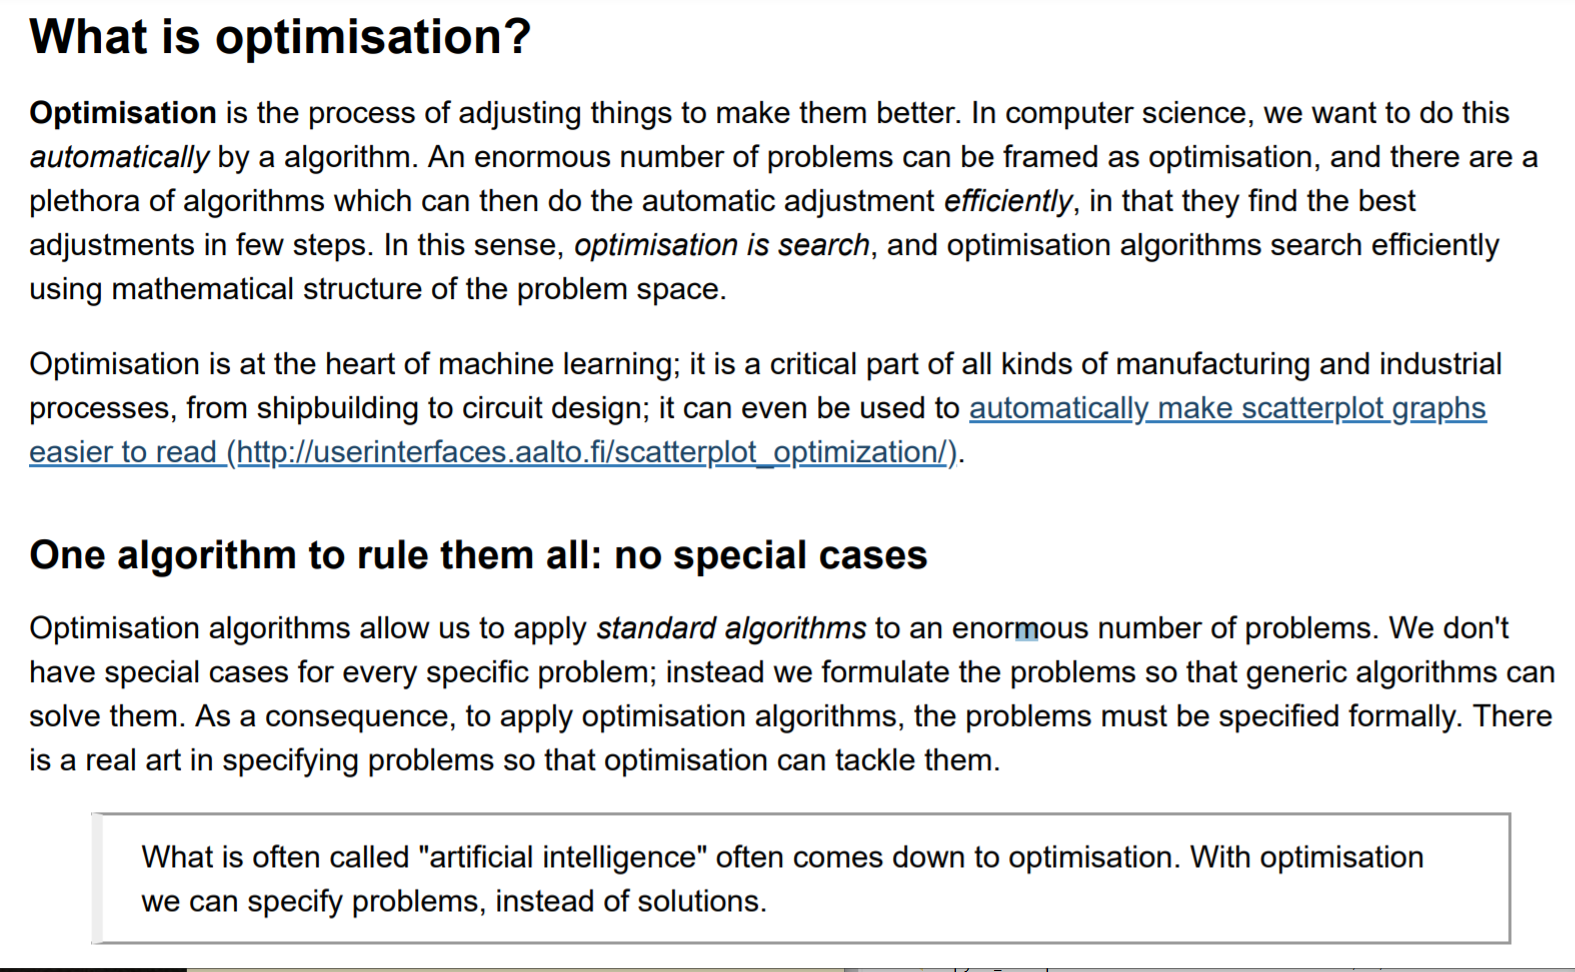 What is optimisation?
Optimisation is the process of adjusting things to make them better. In computer science, we want to do this
automatically by a algorithm. An enormous number of problems can be framed as optimisation, and there are a
plethora of algorithms which can then do the automatic adjustment efficiently, in that they find the best
adjustments in few steps. In this sense, optimisation is search, and optimisation algorithms search efficiently
using mathematical structure of the problem space.
Optimisation is at the heart of machine learning; it is a critical part of all kinds of manufacturing and industrial
processes, from shipbuilding to circuit design; it can even be used to automatically make scatterplot graphs
easier to read (http://userinterfaces.aalto.fi/scatterplot_optimization/).
One algorithm to rule them all: no special cases
Optimisation algorithms allow us to apply standard algorithms to an enormous number of problems. We don't
have special cases for every specific problem; instead we formulate the problems so that generic algorithms can
solve them. As a consequence, to apply optimisation algorithms, the problems must be specified formally. There
is a real art in specifying problems so that optimisation can tackle them.
What is often called "artificial intelligence" often comes down to optimisation. With optimisation
we can specify problems, instead of solutions.